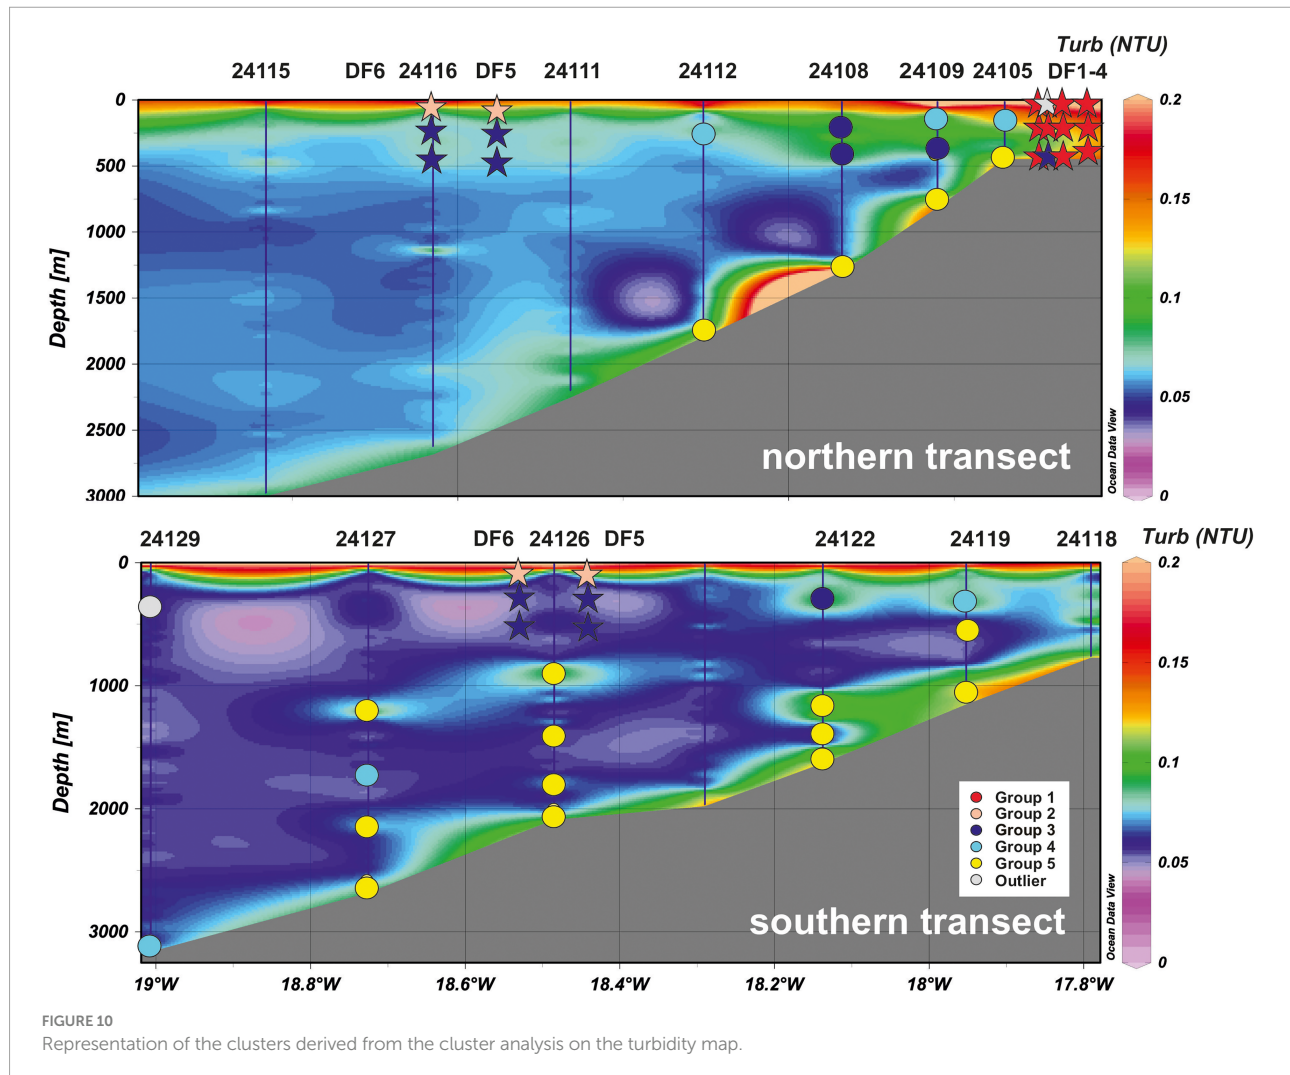 Turb (NTU)
24115 DF6 24116 DF5 24111 24112 24108 24109 24105 DF1-4
0
500
1000
1500
2000
2500
3000
Depth [m]
northern transect
Ocean Data View
0.2
0.15
0.1
0.05
0
24129 24127 DF6 24126 DF5 24122 24119 24118 Turb (NTU)
0
1000
2000
3000
Depth [m]
Group 1
Group 2
Group 3
Group 4
Group 5
Outlier
southern transect
Ocean Data View
0.2
0.15
0.1
0.05
0
19°W 18.8°W 18.6°W 18.4°W 18.2°W 18°W 17.8°W
FIGURE 10
Representation of the clusters derived from the cluster analysis on the turbidity map.